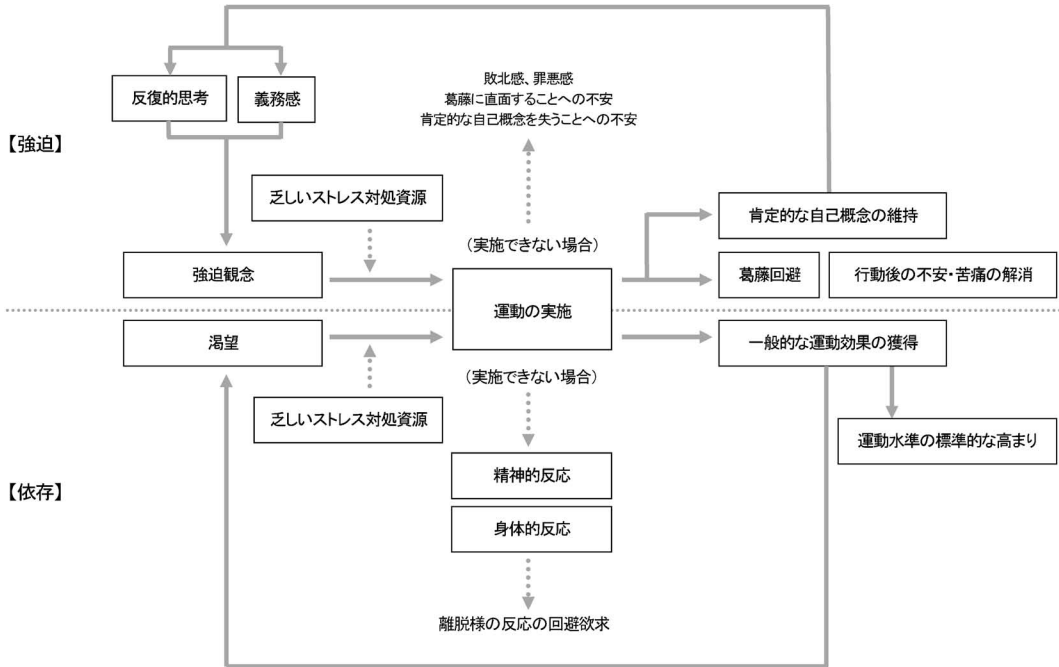 反復的思考
義務感
敗北感、罪悪感
葛藤に直面することへの不安
肯定的な自己概念を失うことへの不安
【強迫】
乏しいストレス対処資源
肯定的な自己概念の維持
(実施できない場合)
強迫観念
運動の実施
葛藤回避
行動後の不安・苦痛の解消
渇望
一般的な運動効果の獲得
(実施できない場合)
乏しいストレス対処資源
運動水準の標準的な高まり
精神的反応
【依存】
身体的反応
離脱様の反応の回避欲求